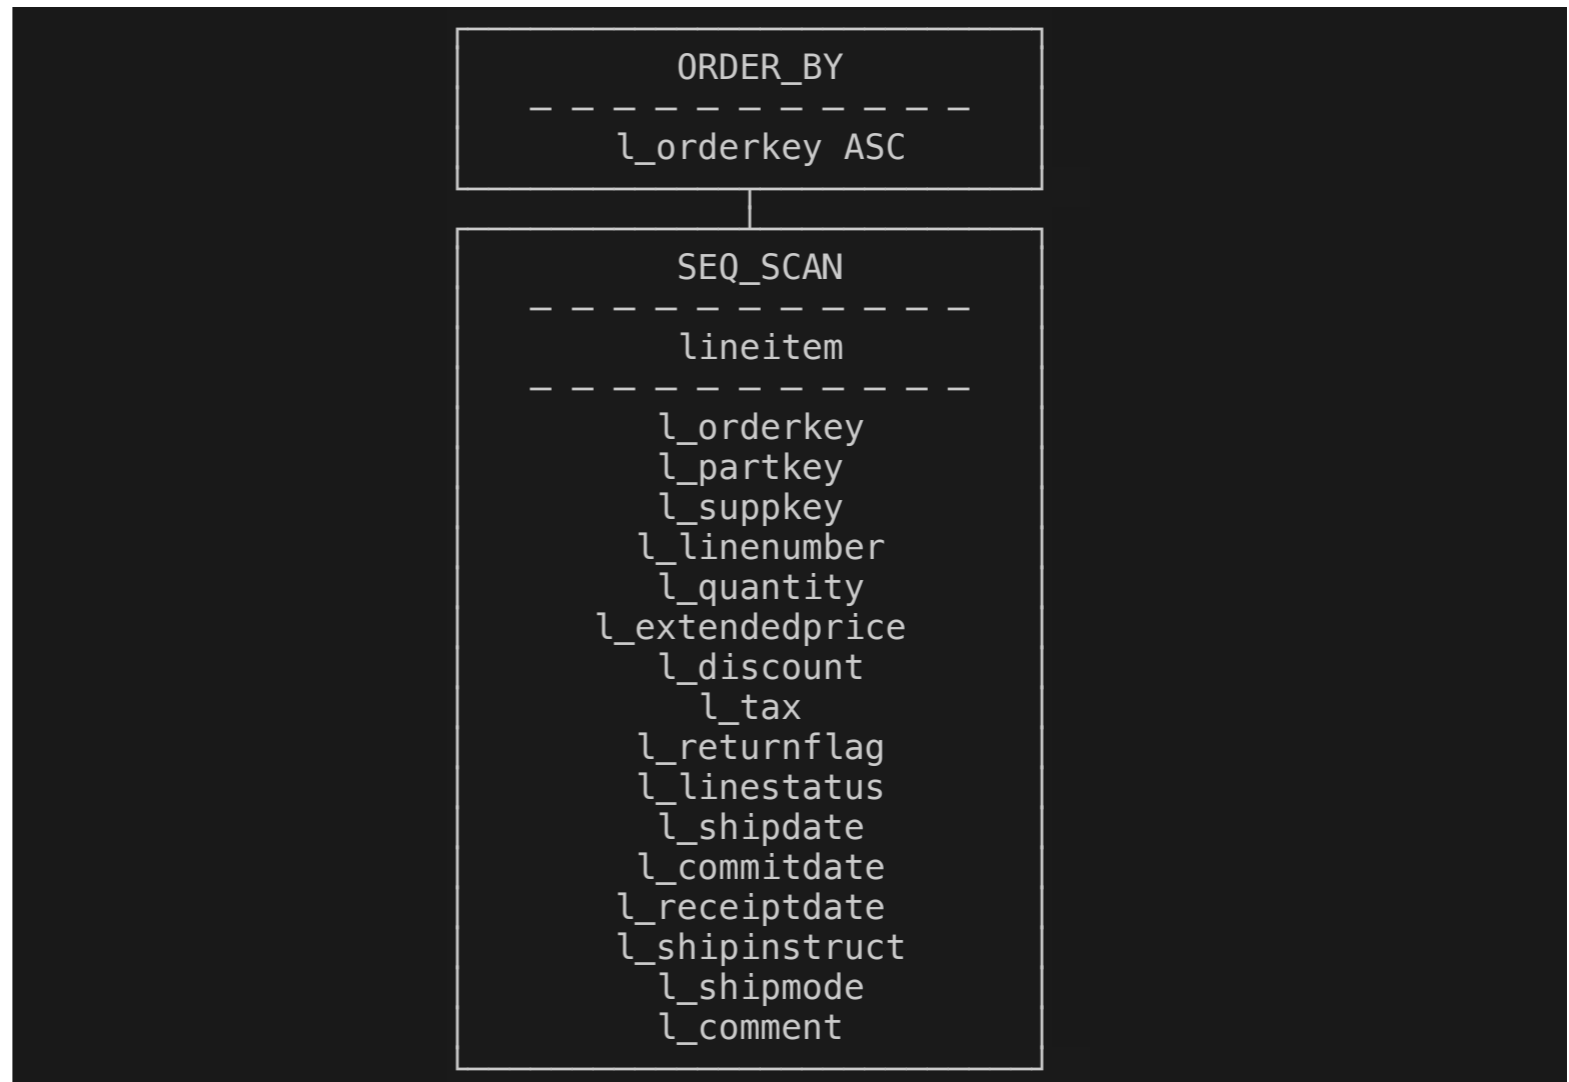 ORDER_BY
l_orderkey ASC
SEQ_SCAN
lineitem
l_orderkey
l_partkey
l_suppkey
l_linenumber
l_quantity
l_extendedprice
l_discount
l_tax
l_returnflag
l_linestatus
l_shipdate
l_commitdate
l_receiptdate
l_shipinstruct
l_shipmode
l_comment